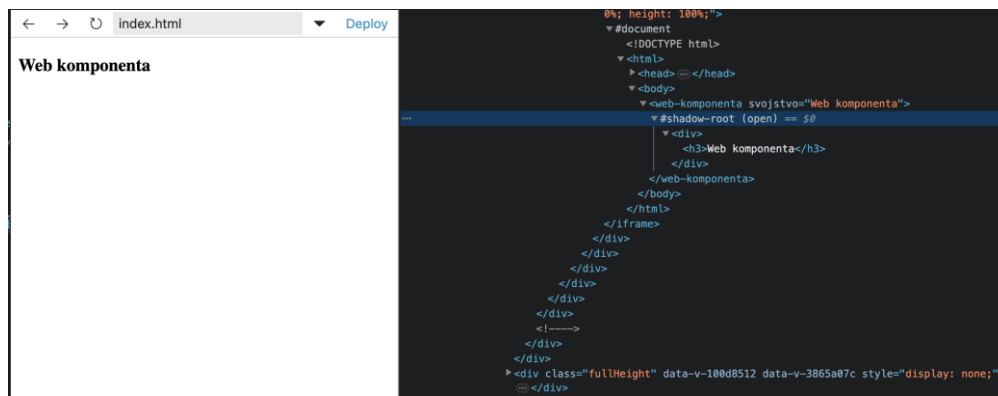 ← → ↻ index.html ▼ Deploy
Web komponenta
0%; height: 100%;">
▼#document
<!DOCTYPE html>
▼<html>
▶<head>…</head>
▼<body>
▼<web-komponenta svojstvo="Web komponenta">
… ▼#shadow-root (open) == $0
▼<div>
<h3>Web komponenta</h3>
</div>
</web-komponenta>
</body>
</html>
</iframe>
</div>
</div>
</div>
</div>
</div>
</div>
<!---->
</div>
</div>
▶<div class="fullHeight" data-v-100d8512 data-v-3865a07c style="display: none;"
…</div>